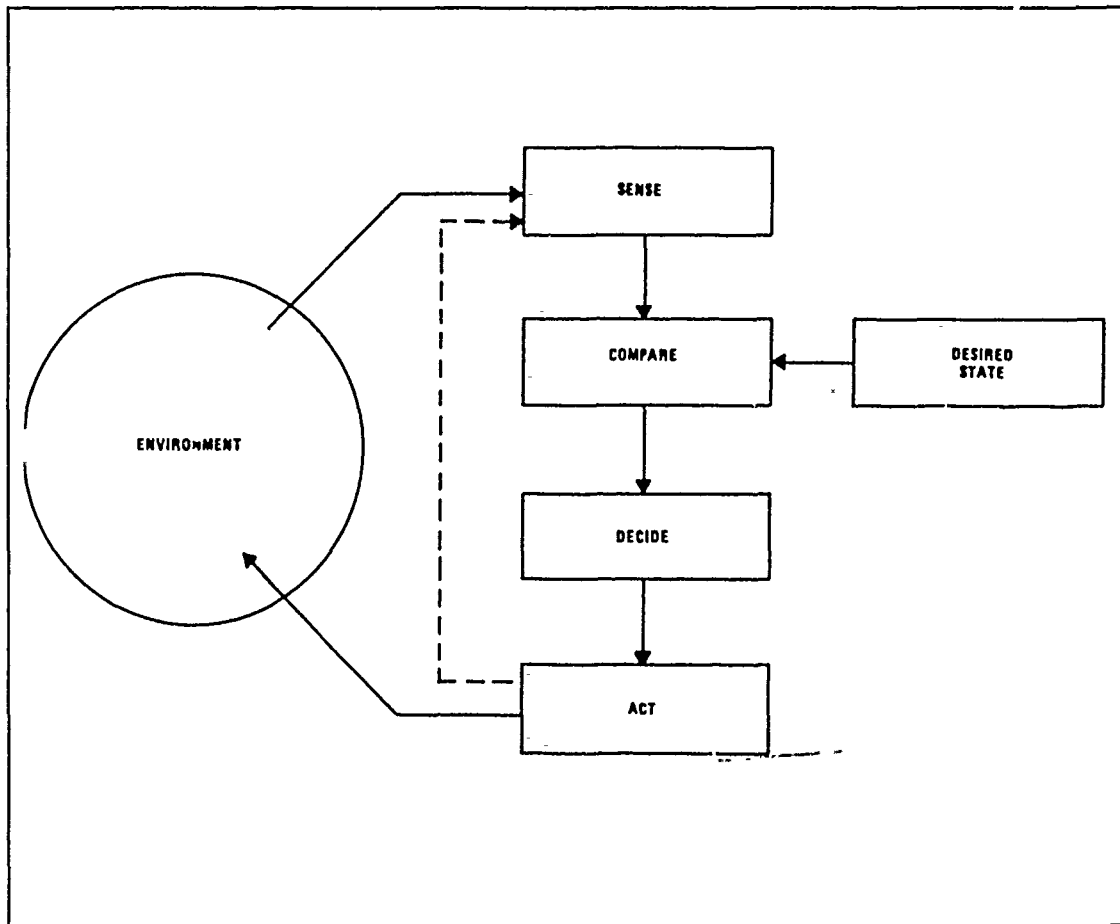 SENSE
COMPARE
DESIRED
STATE
ENVIRONMENT
DECIDE
ACT